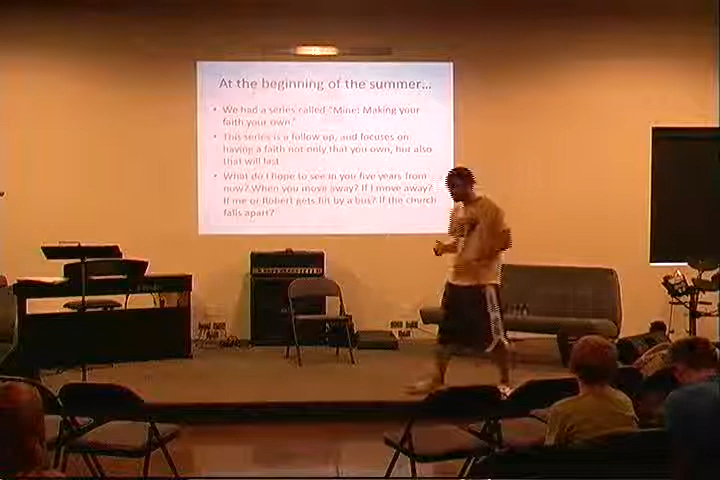 At the beginning of the summer...
• We had a series called "Mine: Making your
faith your own."
• This series is a follow up, and focuses on
having a faith not only that you own, but also
that will last
• What do I hope to see in you five years from
now? When you move away? If I move away?
If me or Robert gets hit by a bus? If the church
falls apart?